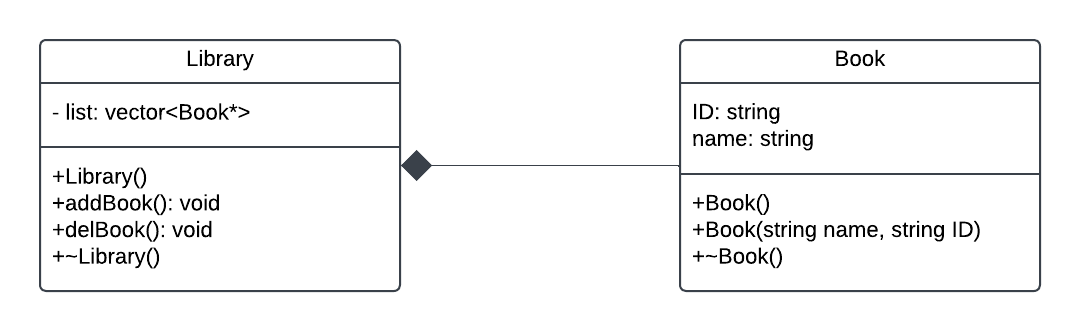 Library
- list: vector<Book*>
+Library()
+addBook(): void
+delBook(): void
+~Library()
Book
ID: string
name: string
+Book()
+Book(string name, string ID)
+~Book()